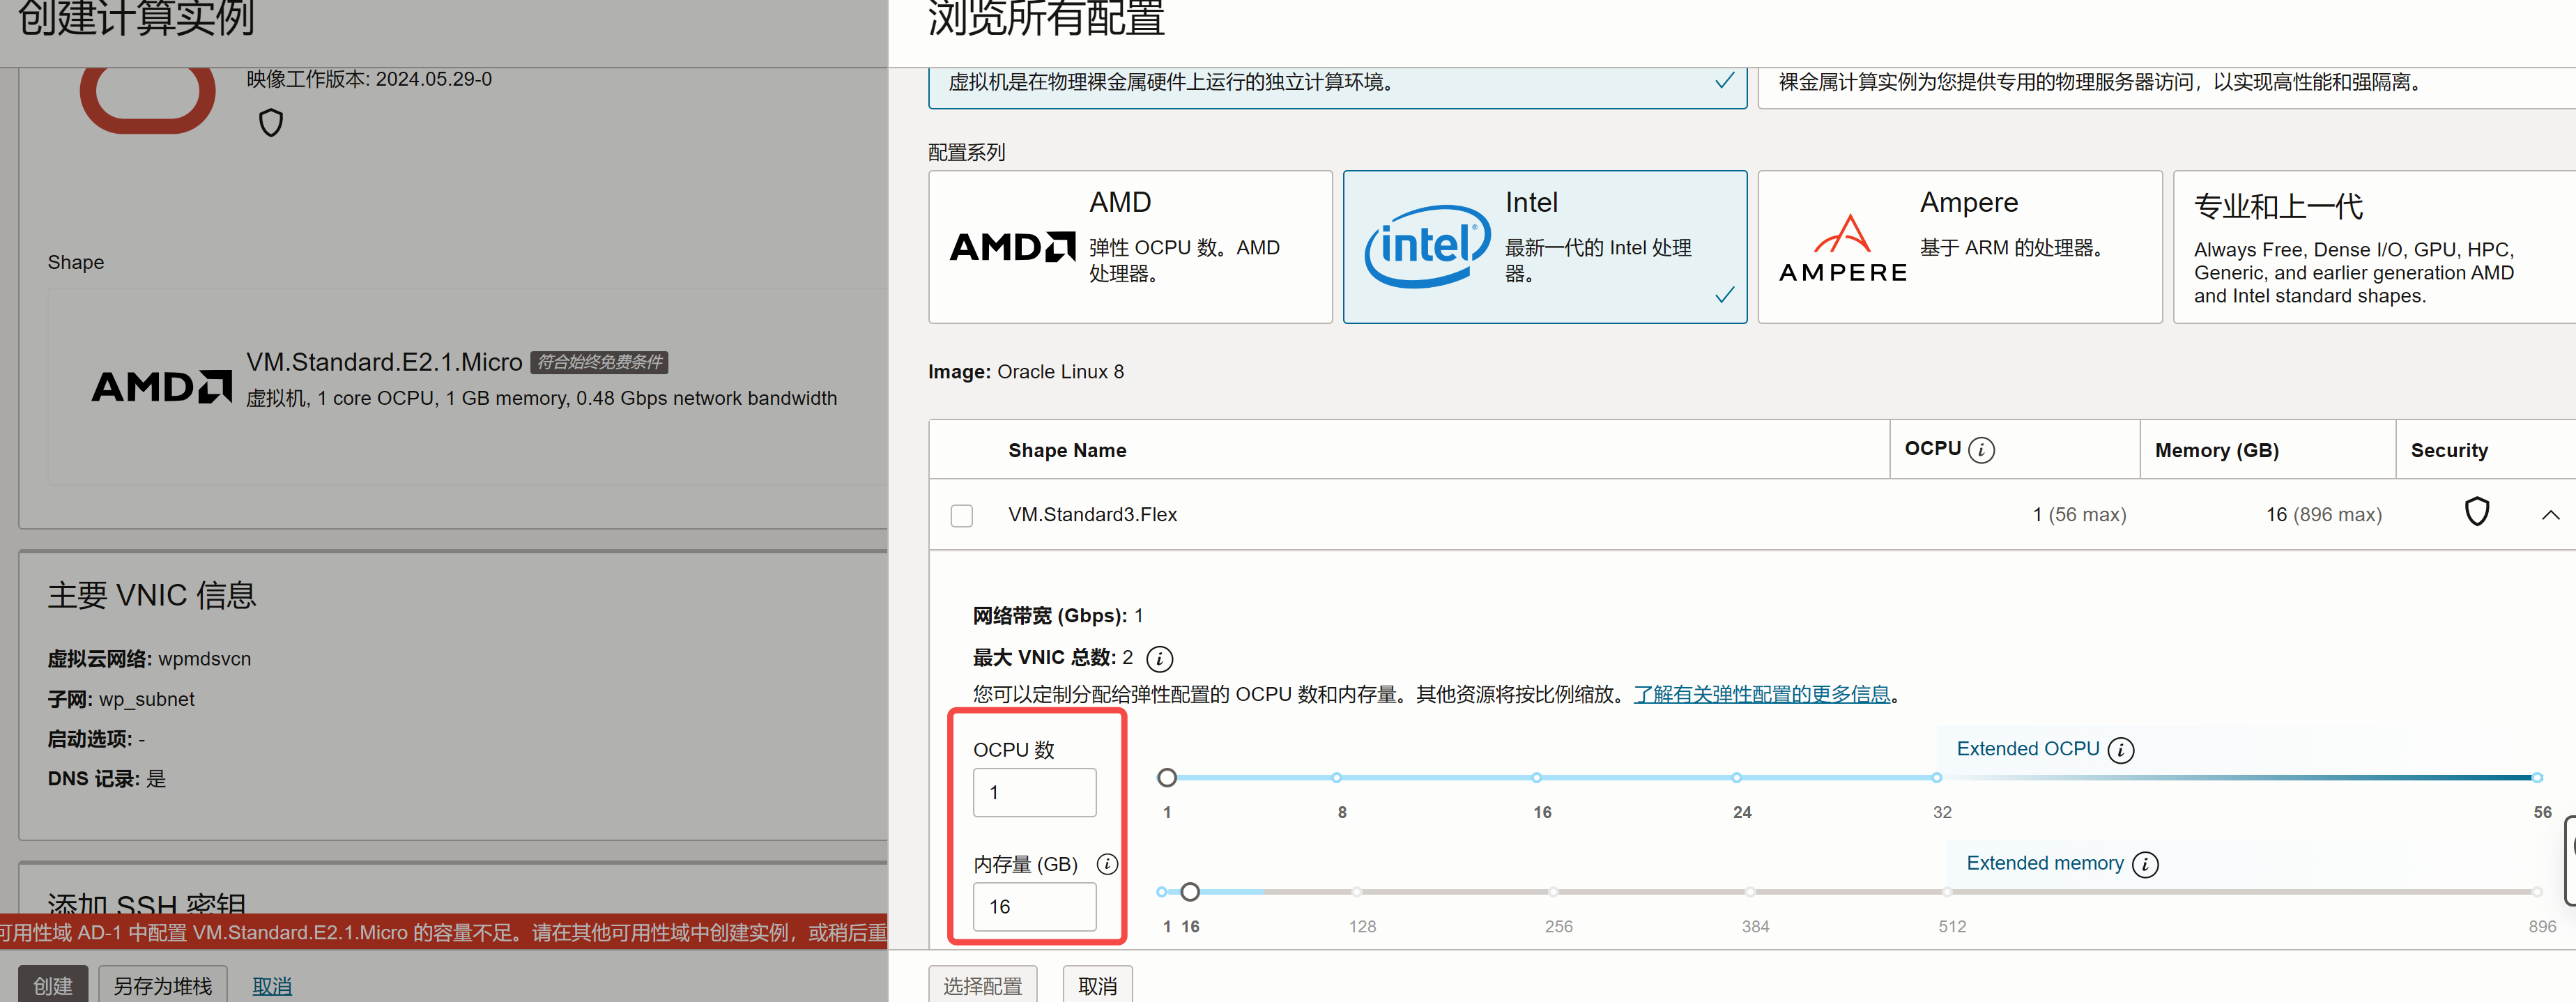 创建计算实例
映像工作版本: 2024.05.29-0
Shape
AMD
VM.Standard.E2.1.Micro 符合始终免费条件
虚拟机, 1 core OCPU, 1 GB memory, 0.48 Gbps network bandwidth
主要 VNIC 信息
虚拟云网络: wpmdsvcn
子网: wp_subnet
启动选项: -
DNS 记录: 是
添加 SSH 密钥
可用性域 AD-1 中配置 VM.Standard.E2.1.Micro 的容量不足。请在其他可用性域中创建实例，或稍后重
创建 另存为堆栈 取消
浏览所有配置
虚拟机是在物理裸金属硬件上运行的独立计算环境。
裸金属计算实例为您提供专用的物理服务器访问，以实现高性能和强隔离。
配置系列
AMD
AMD
弹性 OCPU 数。AMD
处理器。
intel
Intel
最新一代的 Intel 处理
器。
AMPERE
Ampere
基于 ARM 的处理器。
专业和上一代
Always Free, Dense I/O, GPU, HPC,
Generic, and earlier generation AMD
and Intel standard shapes.
Image: Oracle Linux 8
Shape Name OCPU Memory (GB) Security
VM.Standard3.Flex 1 (56 max) 16 (896 max)
网络带宽 (Gbps): 1
最大 VNIC 总数: 2
您可以定制分配给弹性配置的 OCPU 数和内存量。其他资源将按比例缩放。了解有关弹性配置的更多信息。
OCPU 数
1
Extended OCPU
1 8 16 24 32 56
内存量 (GB)
16
Extended memory
1 16 128 256 384 512 896
选择配置 取消